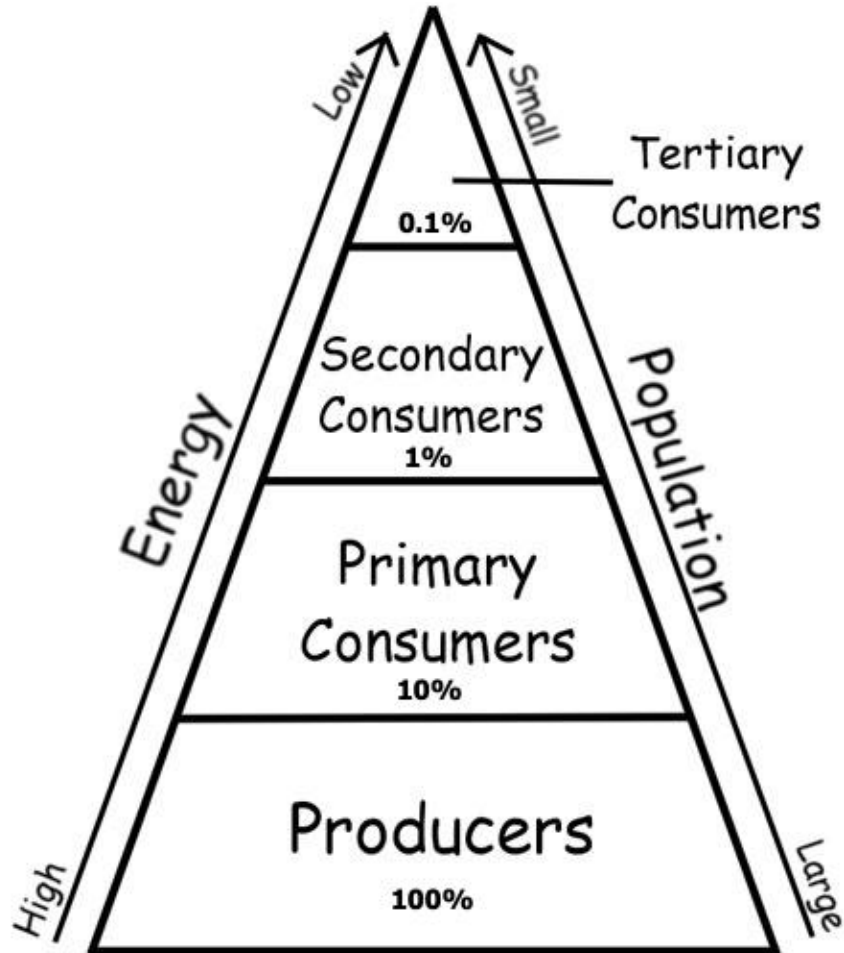 Low
Small
Tertiary
Consumers
0.1%
Secondary
Consumers
1%
Energy
Population
Primary
Consumers
10%
Producers
100%
High
Large